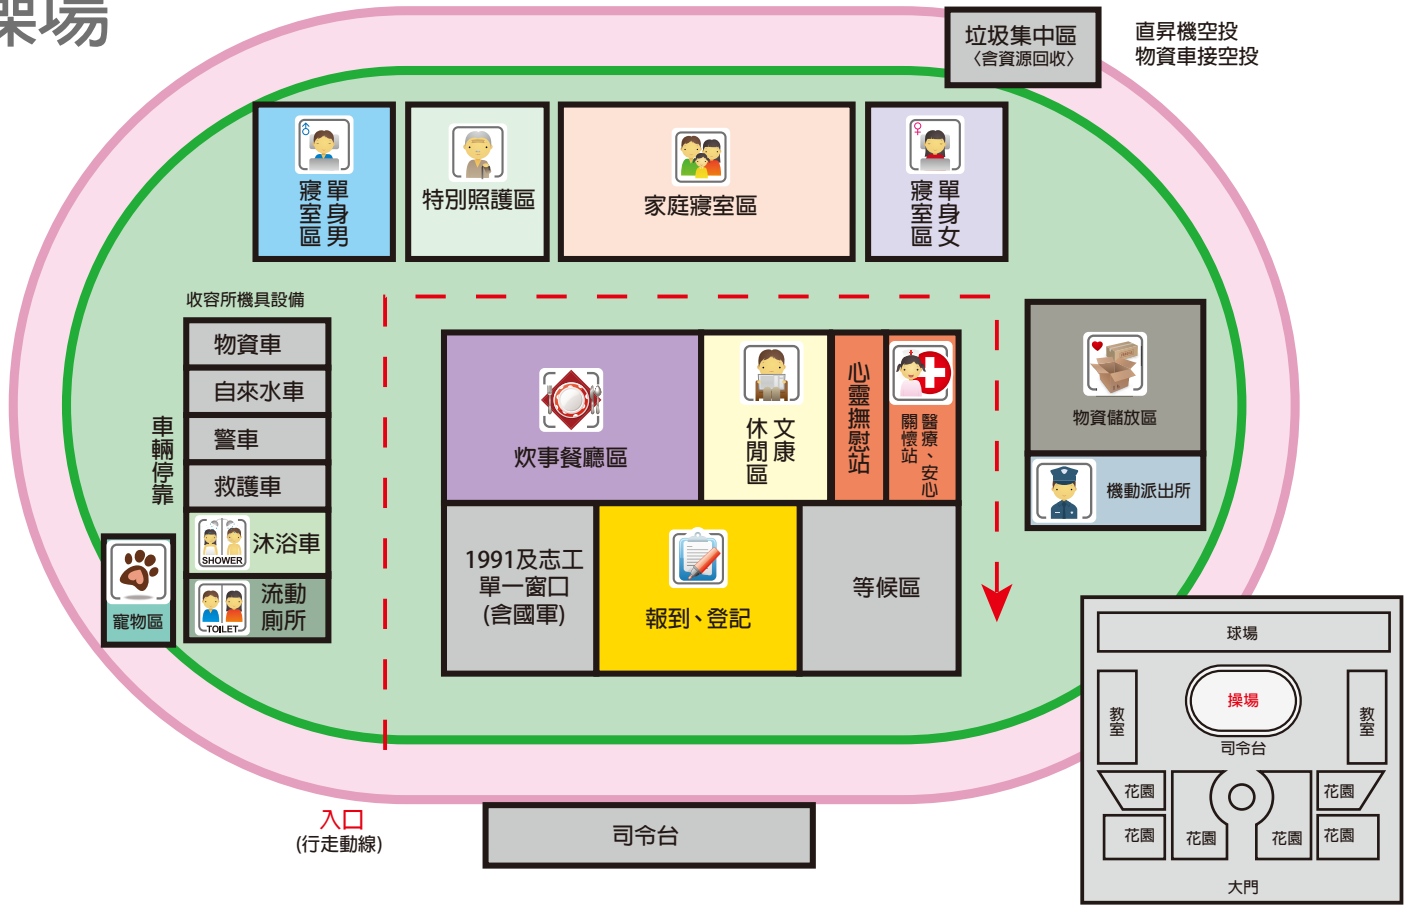 操場
垃圾集中區
〈含資源回收〉
直昇機空投
物資車接空投
單身男
寢室區
特別照護區
家庭寢室區
單身女
寢室區
收容所機具設備
物資車
自來水車
警車
救護車
SHOWER
沐浴車
TOILET
流動
廁所
車輛停靠
寵物區
炊事餐廳區
文康
休閒區
心靈撫慰站
醫療、安心
關懷站
1991及志工
單一窗口
(含國軍)
報到、登記
等候區
物資儲放區
機動派出所
入口
(行走動線)
司令台
球場
教室
操場
教室
司令台
花園
花園
花園
花園
花園
花園
大門